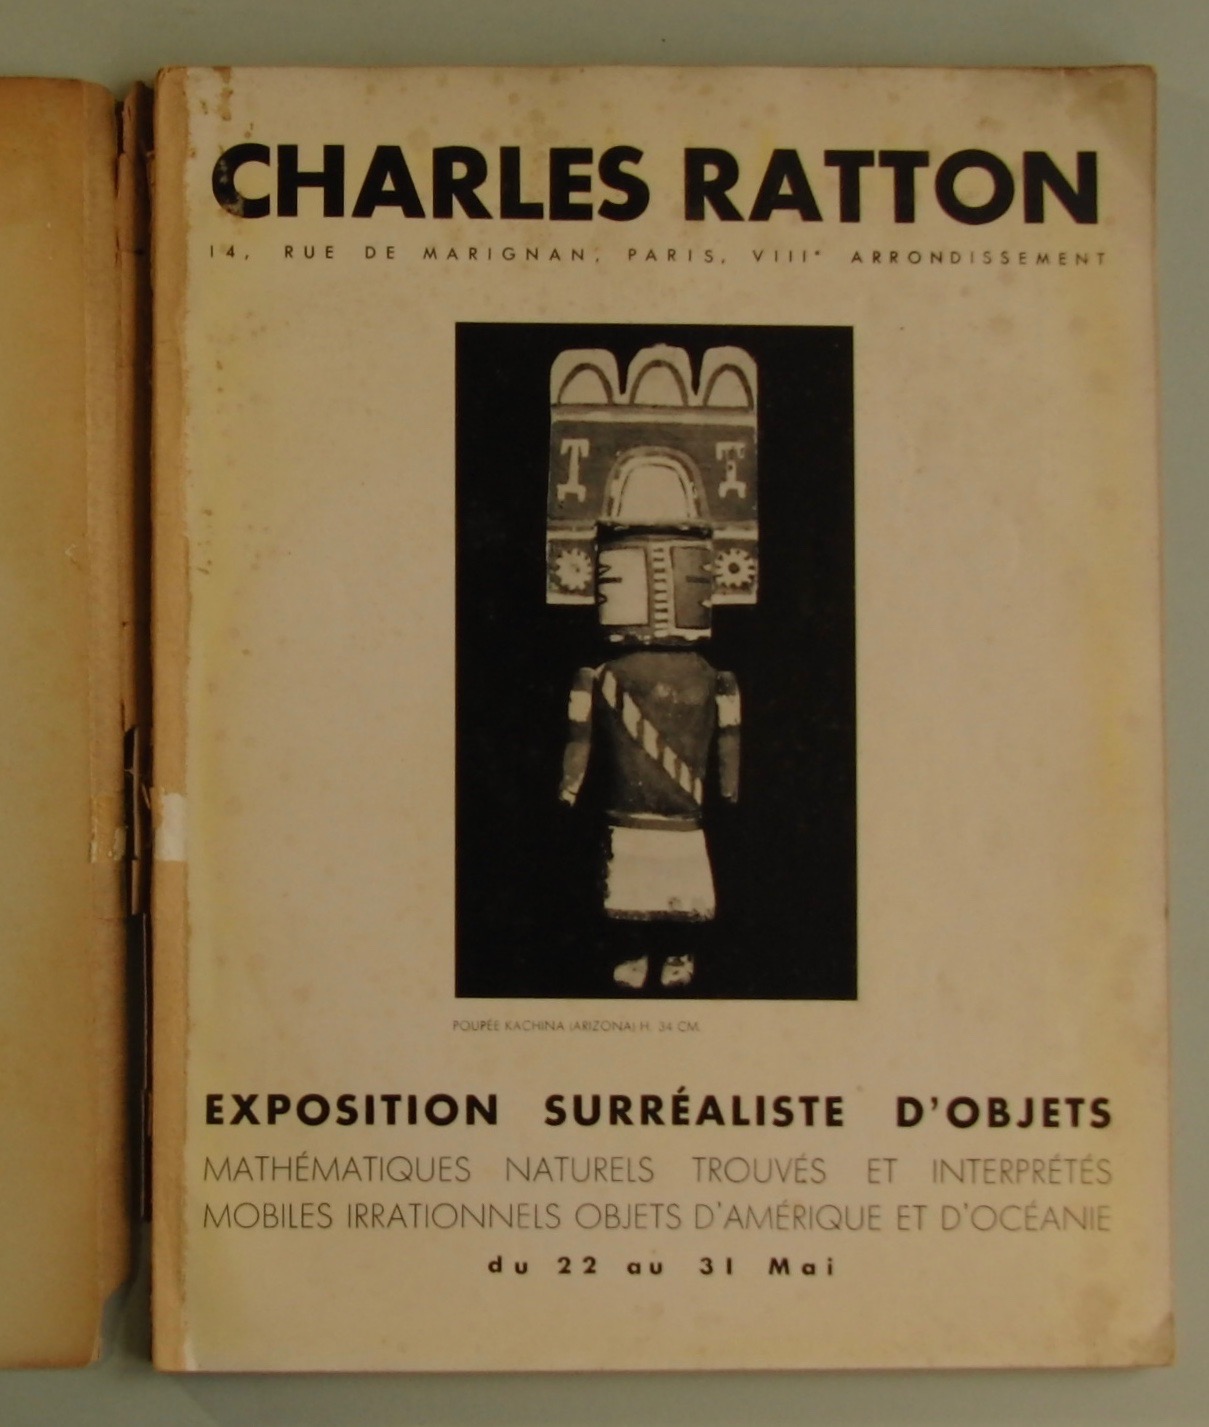 CHARLES RATTON
14, RUE DE MARIGNAN, PARIS, VIIIe ARRONDISSEMENT
POUPÉE KACHINA (ARIZONA) H. 34 CM.
EXPOSITION SURRÉALISTE D'OBJETS
MATHÉMATIQUES NATURELS TROUVÉS ET INTERPRÉTÉS
MOBILES IRRATIONNELS OBJETS D'AMÉRIQUE ET D'OCÉANIE
du 22 au 31 Mai